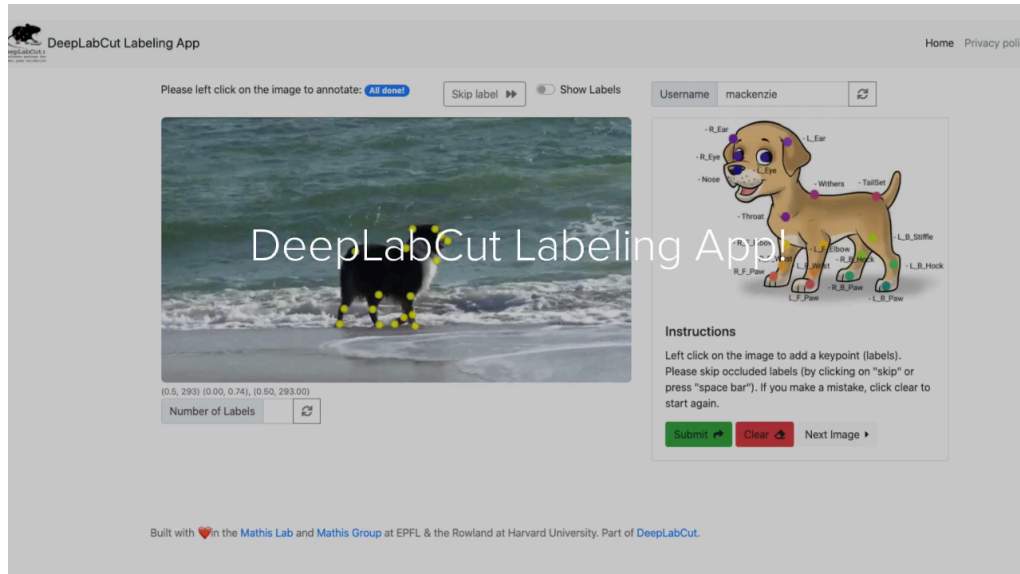 DeepLabCut Labeling App
Home Privacy poli
Please left click on the image to annotate: All done!
Skip label
Show Labels
Username mackenzie
- R_Ear
- L_Ear
- R_Eye
- L_Eye
- Nose
- Withers
- TailSet
- Throat
DeepLabCut Labeling App!
- L_B_Stiffle
- L_F_Elbow
- R_B_Hock
- L_B_Hock
R_F_Paw
L_F_Wrist
- R_B_Paw
L_F_Paw
- L_B_Paw
Instructions
Left click on the image to add a keypoint (labels).
Please skip occluded labels (by clicking on "skip" or
press "space bar"). If you make a mistake, click clear to
start again.
(0.5, 293) (0.00, 0.74), (0.50, 293.00)
Number of Labels
Submit Clear Next Image
Built with in the Mathis Lab and Mathis Group at EPFL & the Rowland at Harvard University. Part of DeepLabCut.